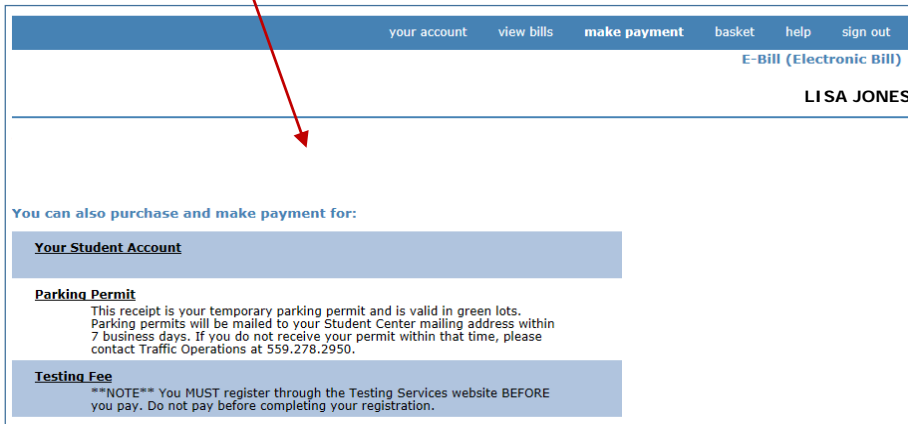 your account view bills make payment basket help sign out
E-Bill (Electronic Bill)
LISA JONES
You can also purchase and make payment for:
Your Student Account
Parking Permit
This receipt is your temporary parking permit and is valid in green lots.
Parking permits will be mailed to your Student Center mailing address within
7 business days. If you do not receive your permit within that time, please
contact Traffic Operations at 559.278.2950.
Testing Fee
**NOTE** You MUST register through the Testing Services website BEFORE
you pay. Do not pay before completing your registration.